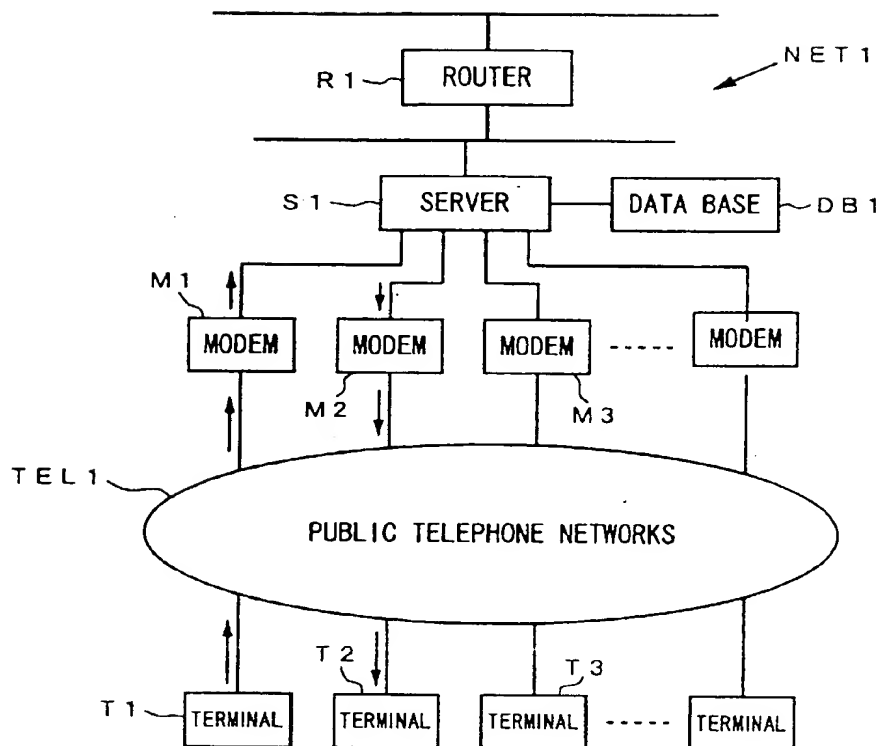 NET1
R1 ROUTER
S1 SERVER DATA BASE DB1
M1
MODEM MODEM MODEM ----- MODEM
M2 M3
TEL1
PUBLIC TELEPHONE NETWORKS
T2 T3
T1 TERMINAL TERMINAL TERMINAL ----- TERMINAL